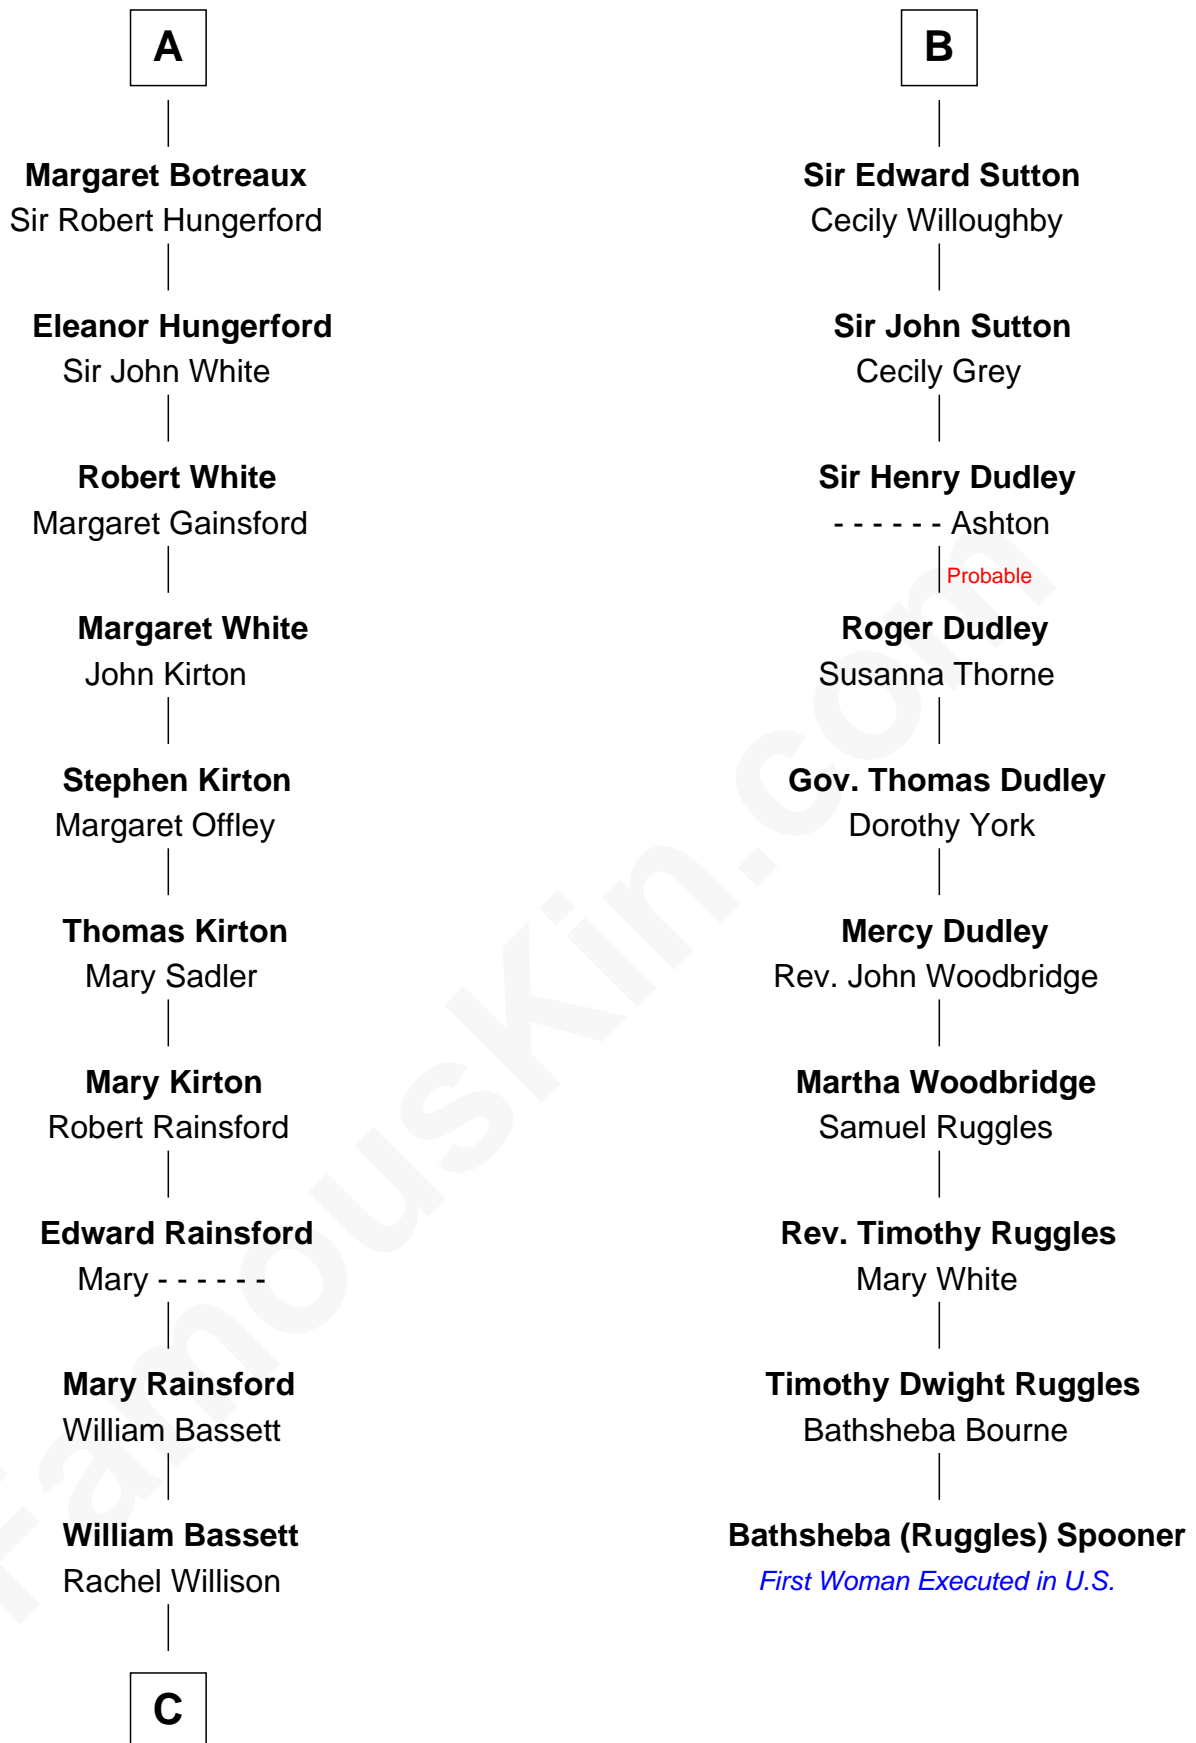 A
Margaret Botreaux
Sir Robert Hungerford
Eleanor Hungerford
Sir John White
Robert White
Margaret Gainsford
Margaret White
John Kirton
Stephen Kirton
Margaret Offley
Thomas Kirton
Mary Sadler
Mary Kirton
Robert Rainsford
Edward Rainsford
Mary - - - - - -
Mary Rainsford
William Bassett
William Bassett
Rachel Willison
C
B
Sir Edward Sutton
Cecily Willoughby
Sir John Sutton
Cecily Grey
Sir Henry Dudley
- - - - - - Ashton
Probable
Roger Dudley
Susanna Thorne
Gov. Thomas Dudley
Dorothy York
Mercy Dudley
Rev. John Woodbridge
Martha Woodbridge
Samuel Ruggles
Rev. Timothy Ruggles
Mary White
Timothy Dwight Ruggles
Bathsheba Bourne
Bathsheba (Ruggles) Spooner
First Woman Executed in U.S.
FamousKin.com